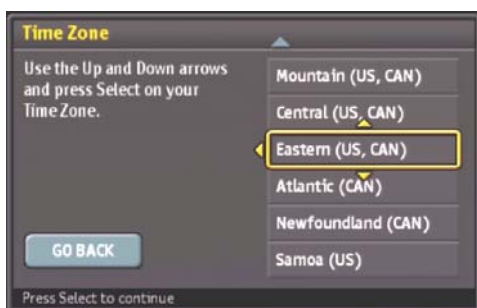 Time Zone
Use the Up and Down arrows
and press Select on your
Time Zone.
Mountain (US, CAN)
Central (US, CAN)
Eastern (US, CAN)
Atlantic (CAN)
Newfoundland (CAN)
Samoa (US)
GO BACK
Press Select to continue